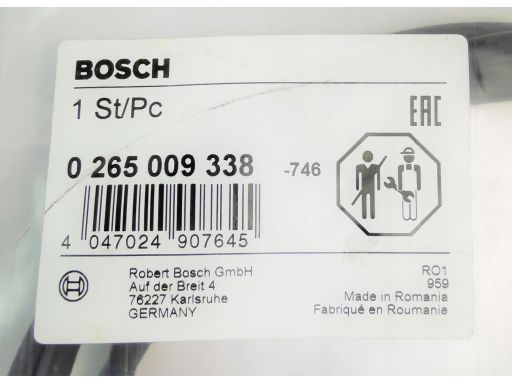 BOSCH
1 St/Pc
EAC
0 265 009 338 -746
4 047024 907645
Robert Bosch GmbH
Auf der Breit 4
76227 Karlsruhe
GERMANY
RO1
959
Made in Romania
Fabriqué en Roumanie